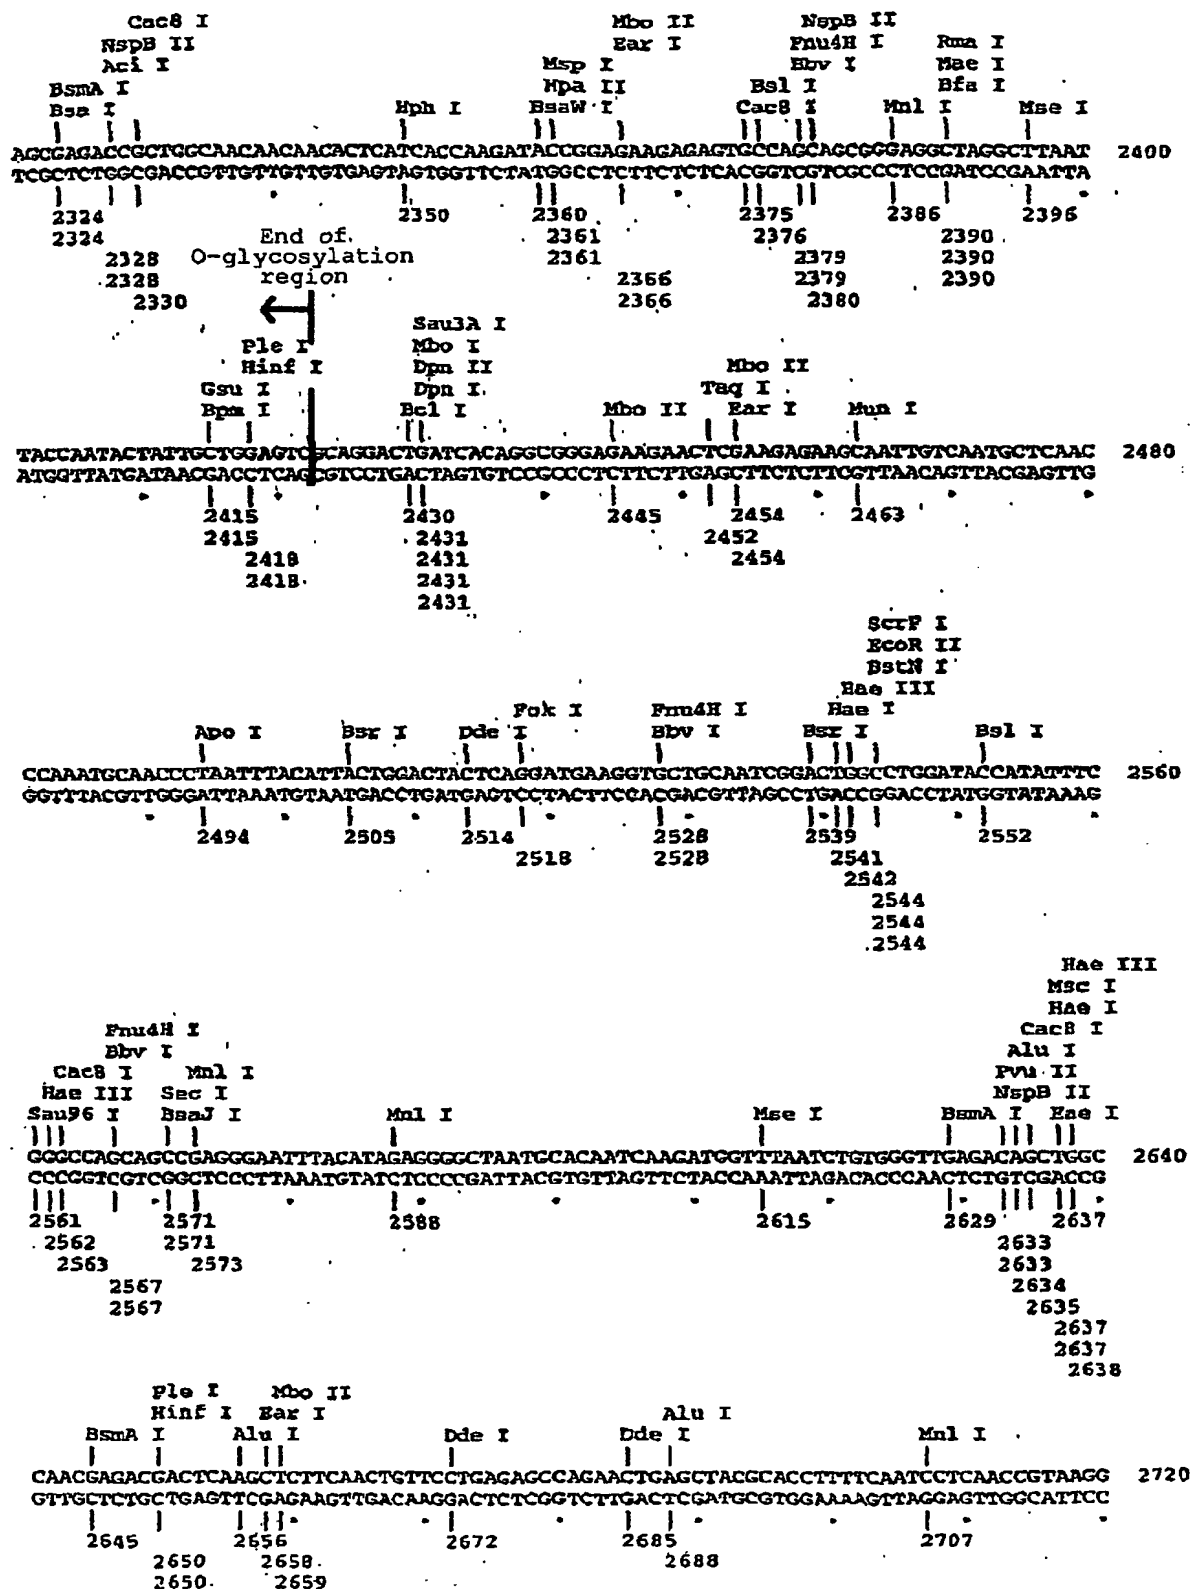 Cac8 I Mbo II NspB II
NspB II Ear I Fnu4H I Rma I
Aci I Msp I Bbv I Mae I
BsmA I Hpa II Bsl I Bfa I
Bsa I Hph I BsaW I Cac8 I Mnl I Mse I
AGCGAGACCGCTGGCAACAACAACACTCATCACCAAGATACCGGAGAAGAGAGTGCCAGCAGCGGGAGGCTAGGCTTAAT 2400
TCGCTCTGGCGACCGTTGTTGTTGTGAGTAGTGGTTCTATGGCCTCTTCTCTCACGGTCGTCGCCCTCCGATCCGAATTA
2324 2350 2360 2375 2386 2390 2396
2324 End of 2361 2376 2390
2328 O-glycosylation 2361 2379 2390
2328 region 2366 2379
2330 2366 2380
Sau3A I
Ple I Mbo I
Hinf I Dpn II Mbo II
Gsu I Dpn I Taq I
Bpm I Bcl I Mbo II Ear I Mun I
TACCAATACTATTGCTGGAGTCGCAGGACTGATCACAGGCGGGAGAAGAACTCGAAGAGAAGCAATTGTCAATGCTCAAC 2480
ATGGTTATGATAACGACCTCAGCGTCCTGACTAGTGTCCGCCCTCTTCTTGAGCTTCTCTTCGTTAACAGTTACGAGTTG
2415 2430 2445 2454 2463
2415 2431 2452
2418 2431 2454
2418 2431
2431
ScrF I
EcoR II
BstN I
Hae III
Fok I Fnu4H I Hae I
Apo I Bsr I Dde I Bbv I Bsr I Bsl I
CCAAATGCAACCCTAATTTACATTACTGGACTACTCAGGATGAAGGTGCTGCAATCGGACTGGCCTGGATACCATATTTC 2560
GGTTTACGTTGGGATTAAATGTAATGACCTGATGAGTCCTACTTCCACGACGTTAGCCTGACCGGACCTATGGTATAAAG
2494 2505 2514 2528 2539 2552
2518 2528 2541
2542
2544
2544
2544
Hae III
Msc I
Hae I
Fnu4H I Cac8 I
Bbv I Alu I
Cac8 I Mnl I Pvu II
Hae III Sec I NspB II
Sau96 I BsaJ I Mnl I Mse I BsmA I Eae I
GGGCCAGCAGCCGAGGGAATTTACATAGAGGGGCTAATGCACAATCAAGATGGTTTAATCTGTGGGTTGAGACAGCTGGC 2640
CCCGGTCGTCGGCTCCCTTAAATGTATCTCCCCGATTACGTGTTAGTTCTACCAAATTAGACACCCAACTCTGTCGACCG
2561 2571 2588 2615 2629 2637
2562 2571 2633
2563 2573 2633
2567 2634
2567 2635
2637
2637
2638
Ple I Mbo II
Hinf I Ear I Alu I
BsmA I Alu I Dde I Dde I Mnl I
CAACGAGACGACTCAAGCTCTTCAACTGTTCCTGAGAGCCAGAACTGAGCTACGCACCTTTTCAATCCTCAACCGTAAGG 2720
GTTGCTCTGCTGAGTTCGAGAAGTTGACAAGGACTCTCGGTCTTGACTCGATGCGTGGAAAAGTTAGGAGTTGGCATTCC
2645 2656 2672 2685 2707
2650 2658 2688
2650 2659